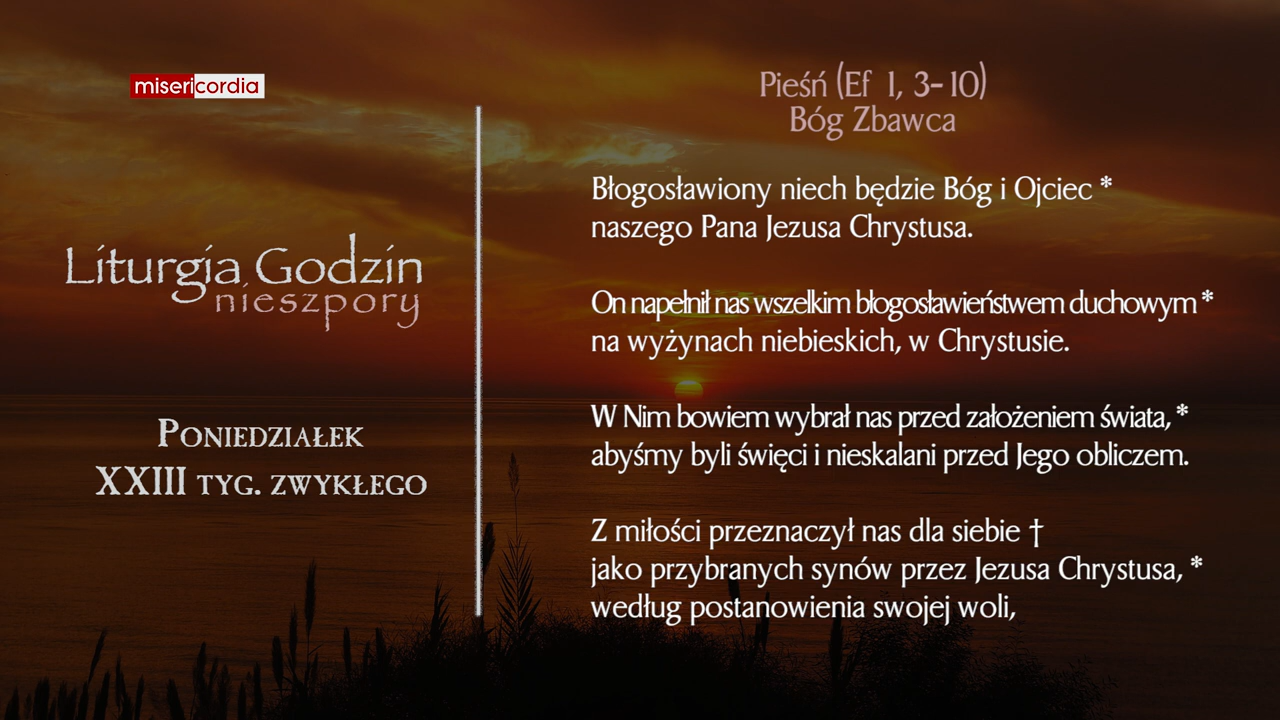 misericordia
Liturgia Godzin
nieszpory
Poniedziałek
XXIII tyg. zwykłego
Pieśń (Ef 1, 3-10)
Bóg Zbawca
Błogosławiony niech będzie Bóg i Ojciec *
naszego Pana Jezusa Chrystusa.
On napełnił nas wszelkim błogosławieństwem duchowym *
na wyżynach niebieskich, w Chrystusie.
W Nim bowiem wybrał nas przed założeniem świata, *
abyśmy byli święci i nieskalani przed Jego obliczem.
Z miłości przeznaczył nas dla siebie †
jako przybranych synów przez Jezusa Chrystusa, *
według postanowienia swojej woli,